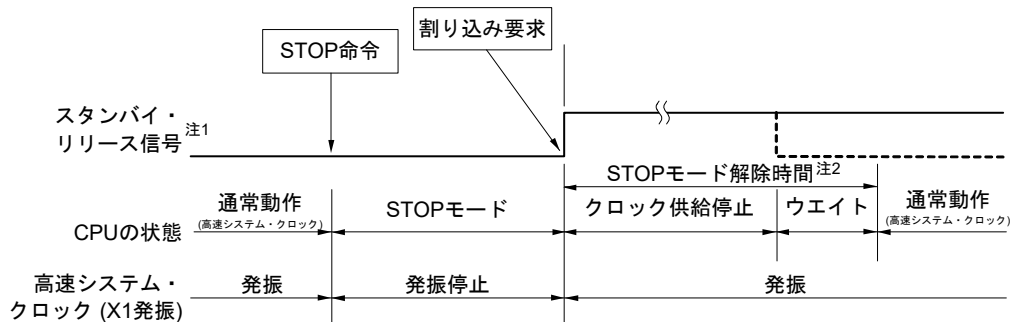 割り込み要求
STOP命令
スタンバイ・
リリース信号注1
STOPモード解除時間注2
通常動作
(高速システム・クロック)
STOPモード
クロック供給停止
ウエイト
通常動作
(高速システム・クロック)
CPUの状態
高速システム・
クロック (X1発振)
発振
発振停止
発振